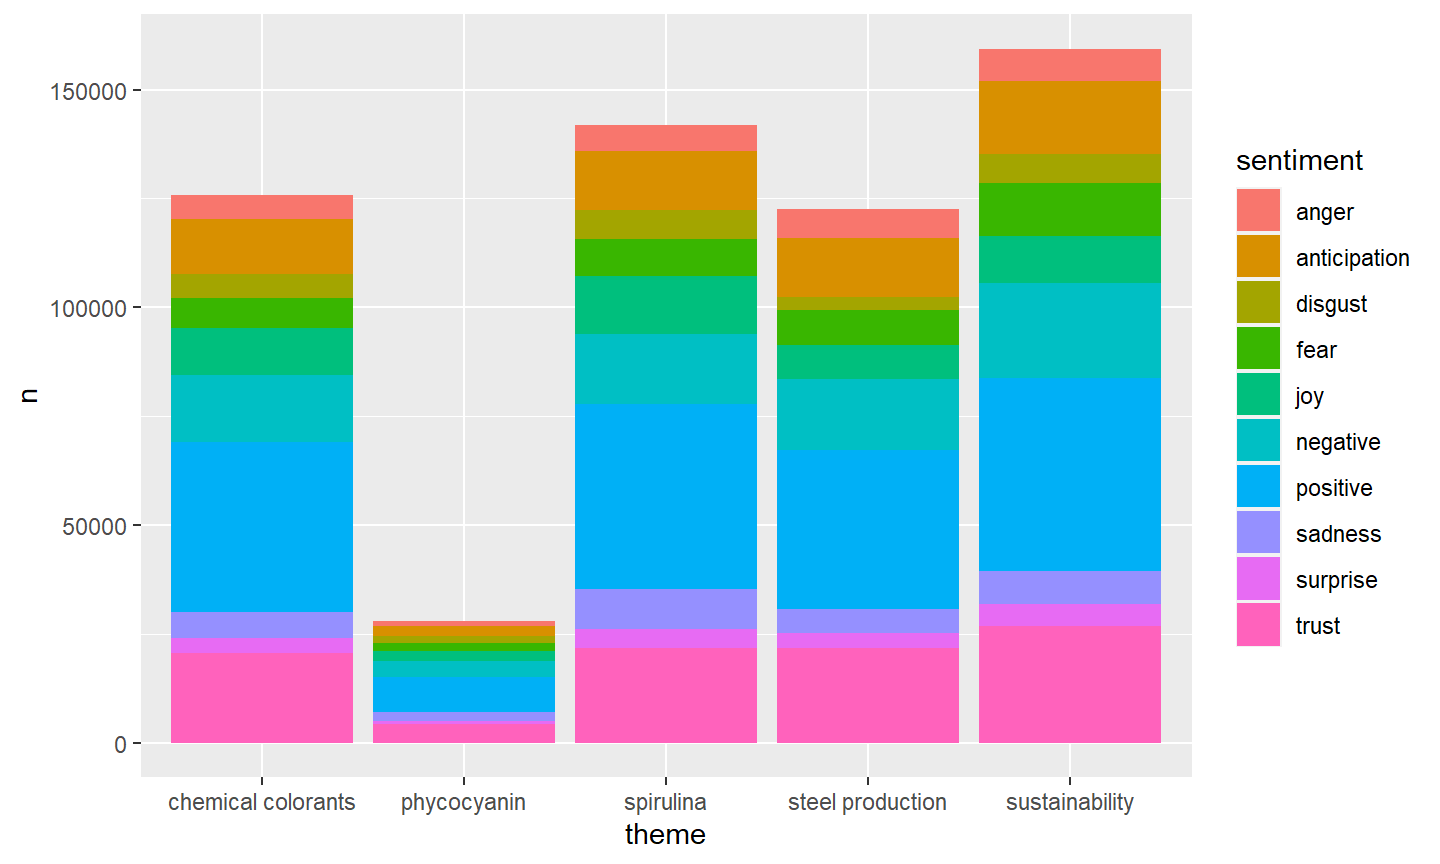 150000
100000
50000
0
n
chemical colorants
phycocyanin
spirulina
steel production
sustainability
theme
sentiment
anger
anticipation
disgust
fear
joy
negative
positive
sadness
surprise
trust